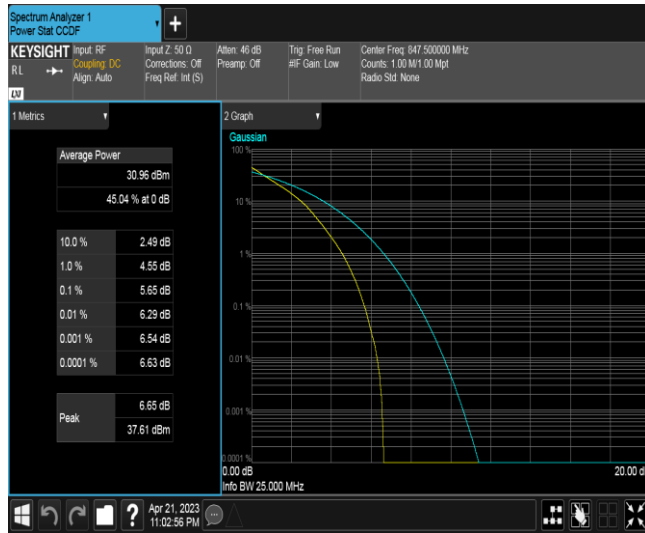 Spectrum Analyzer 1
Power Stat CCDF
+
KEYSIGHT
RL
LXI
Input: RF
Coupling: DC
Align: Auto
Input Z: 50 Ω
Corrections: Off
Freq Ref: Int (S)
Atten: 46 dB
Preamp: Off
Trig: Free Run
#IF Gain: Low
Center Freq: 847.500000 MHz
Counts: 1.00 M/1.00 Mpt
Radio Std: None
1 Metrics
Average Power
30.96 dBm
45.04 % at 0 dB
10.0 % 2.49 dB
1.0 % 4.55 dB
0.1 % 5.65 dB
0.01 % 6.29 dB
0.001 % 6.54 dB
0.0001 % 6.63 dB
Peak
6.65 dB
37.61 dBm
2 Graph
Gaussian
100 %
10 %
1 %
0.1 %
0.01 %
0.001 %
0.0001 %
0.00 dB
20.00 d
Info BW 25.000 MHz
?
Apr 21, 2023
11:02:56 PM